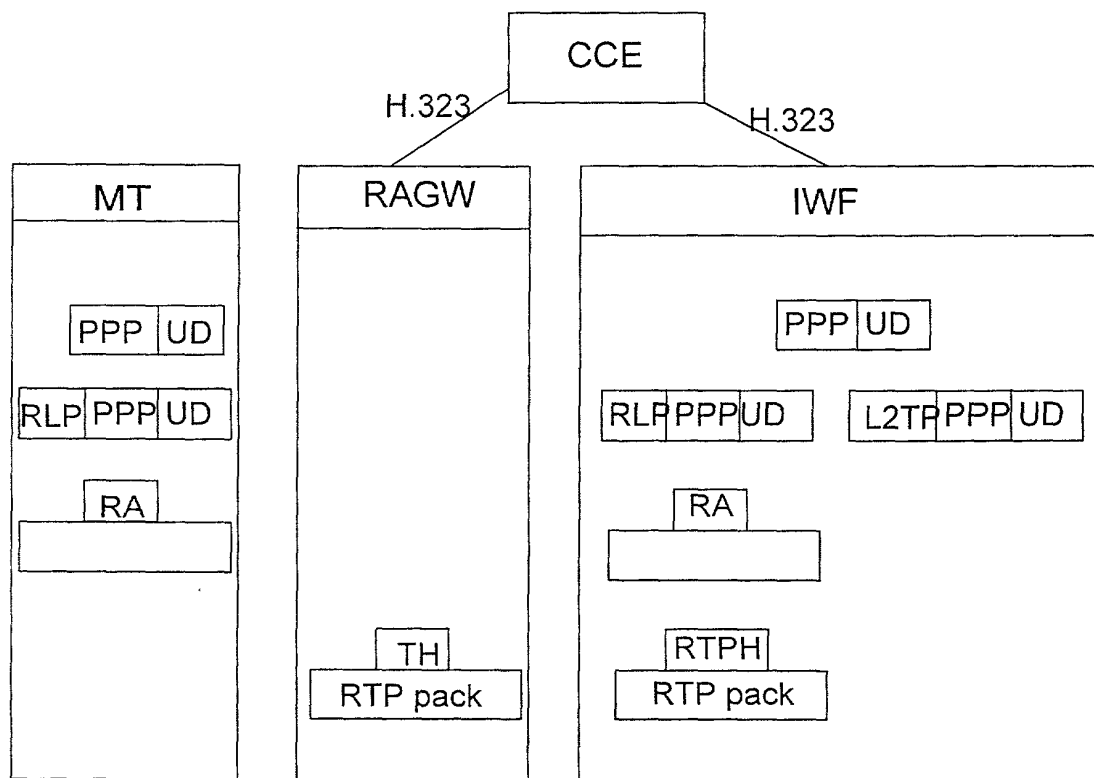 CCE
H.323
H.323
MT
RAGW
IWF
PPP UD
PPP UD
RLP PPP UD
RLP PPP UD
L2TP PPP UD
RA
RA
TH
RTPH
RTP pack
RTP pack